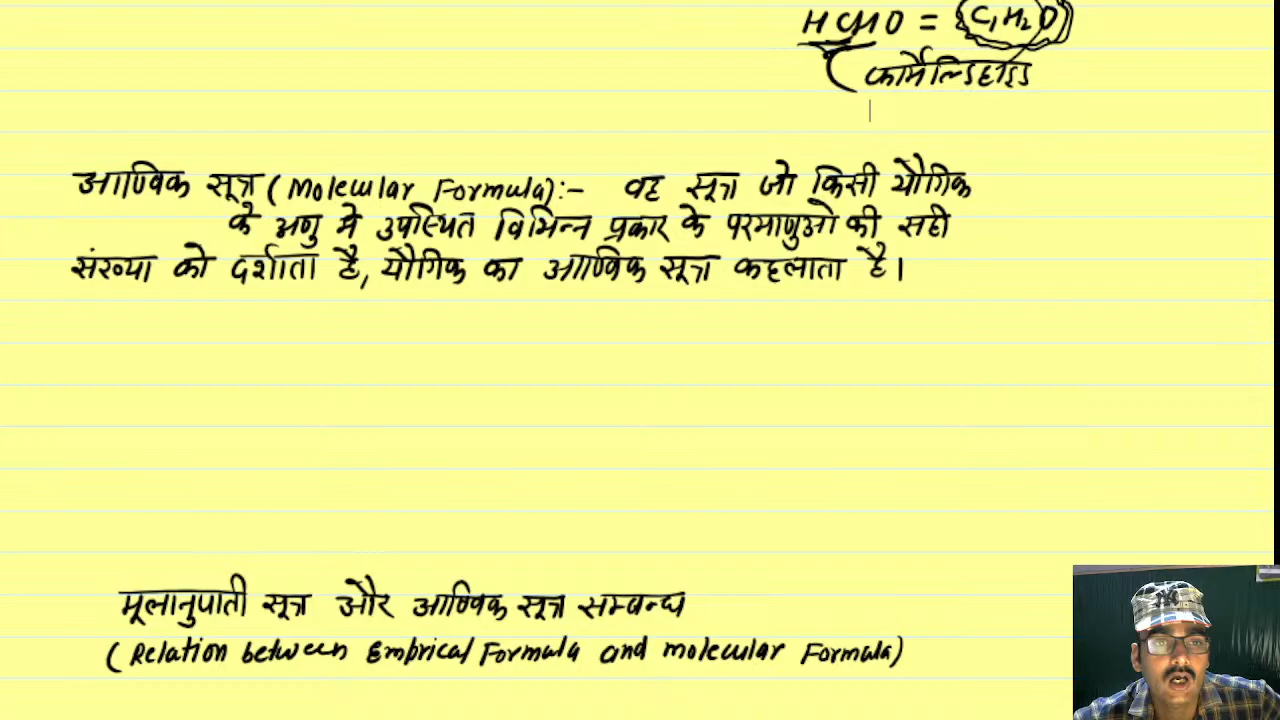 HCHO = C₁H₂O
फार्मेल्डिहाइड
आण्विक सूत्र (Molecular Formula):- वह सूत्र जो किसी यौगिक
के अणु मे उपस्थित विभिन्न प्रकार के परमाणुओ की सही
संख्या को दर्शाता है, यौगिक का आण्विक सूत्र कहलाता है।
मूलानुपाती सूत्र और आण्विक सूत्र सम्बन्ध
(Relation between Embrical Formula and molecular Formula)